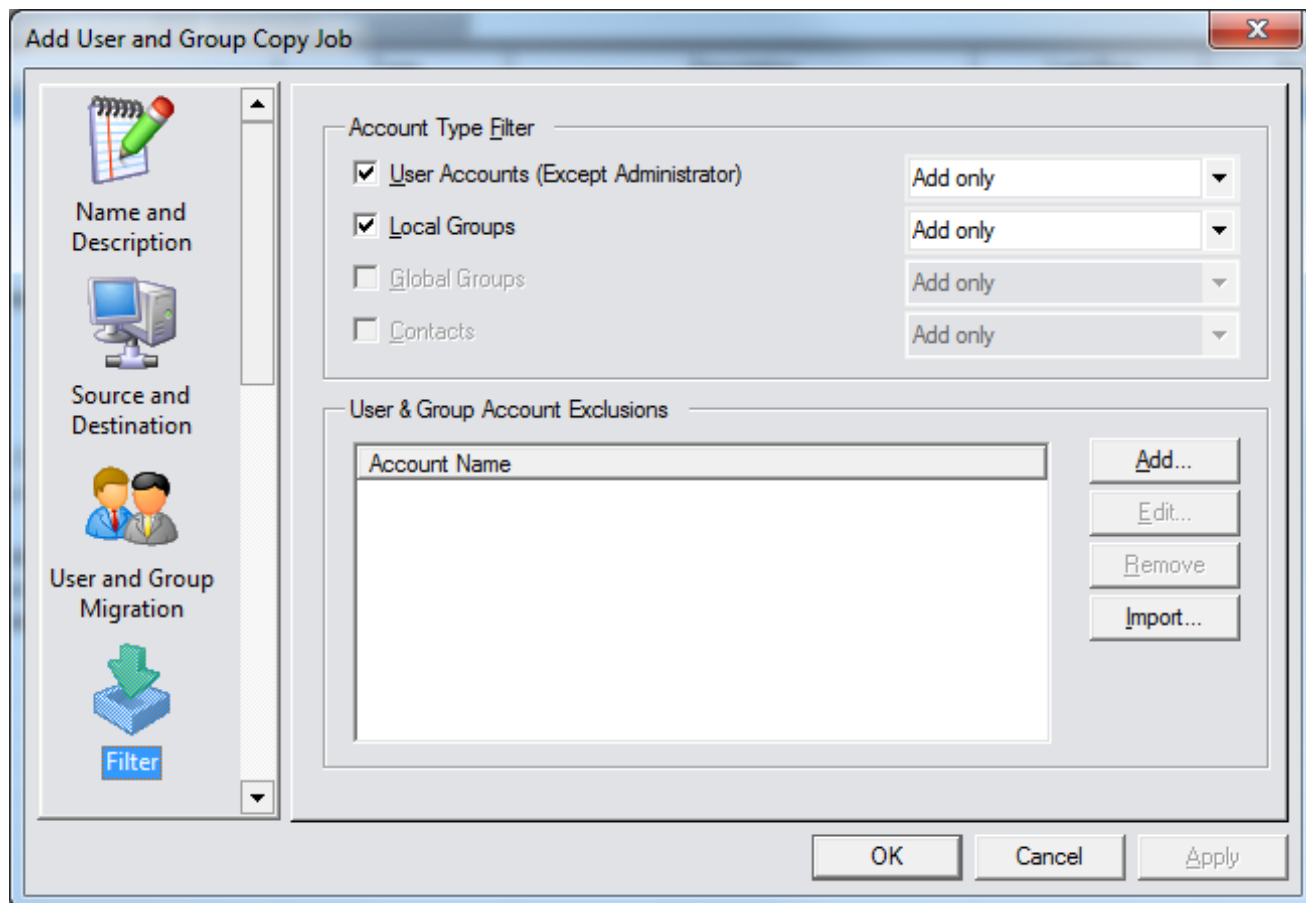 Add User and Group Copy Job
Name and
Description
Source and
Destination
User and Group
Migration
Filter
Account Type Filter
User Accounts (Except Administrator) Add only
Local Groups Add only
Global Groups Add only
Contacts Add only
User & Group Account Exclusions
Account Name
Add...
Edit...
Remove
Import...
OK Cancel Apply